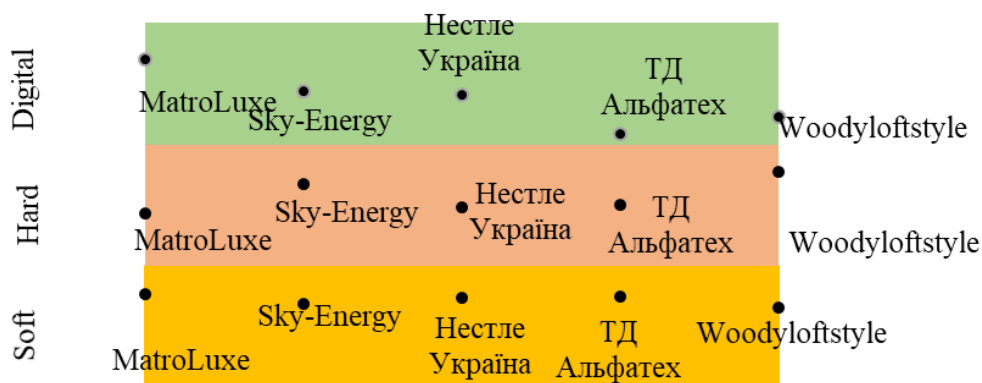 Digital
MatroLuxe
Sky-Energy
Нестле
Україна
ТД
Альфатех
Woodyloftstyle
Hard
MatroLuxe
Sky-Energy
Нестле
Україна
ТД
Альфатех
Woodyloftstyle
Soft
MatroLuxe
Sky-Energy
Нестле
Україна
ТД
Альфатех
Woodyloftstyle